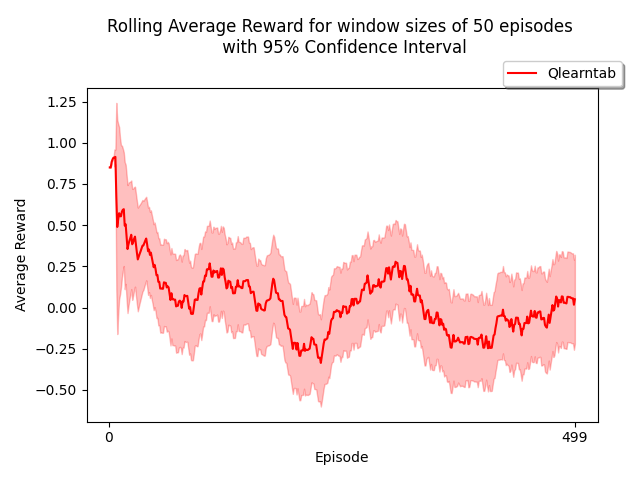 Rolling Average Reward for window sizes of 50 episodes
with 95% Confidence Interval
Qlearntab
1.25
1.00
0.75
0.50
0.25
0.00
−0.25
−0.50
Average Reward
0
499
Episode